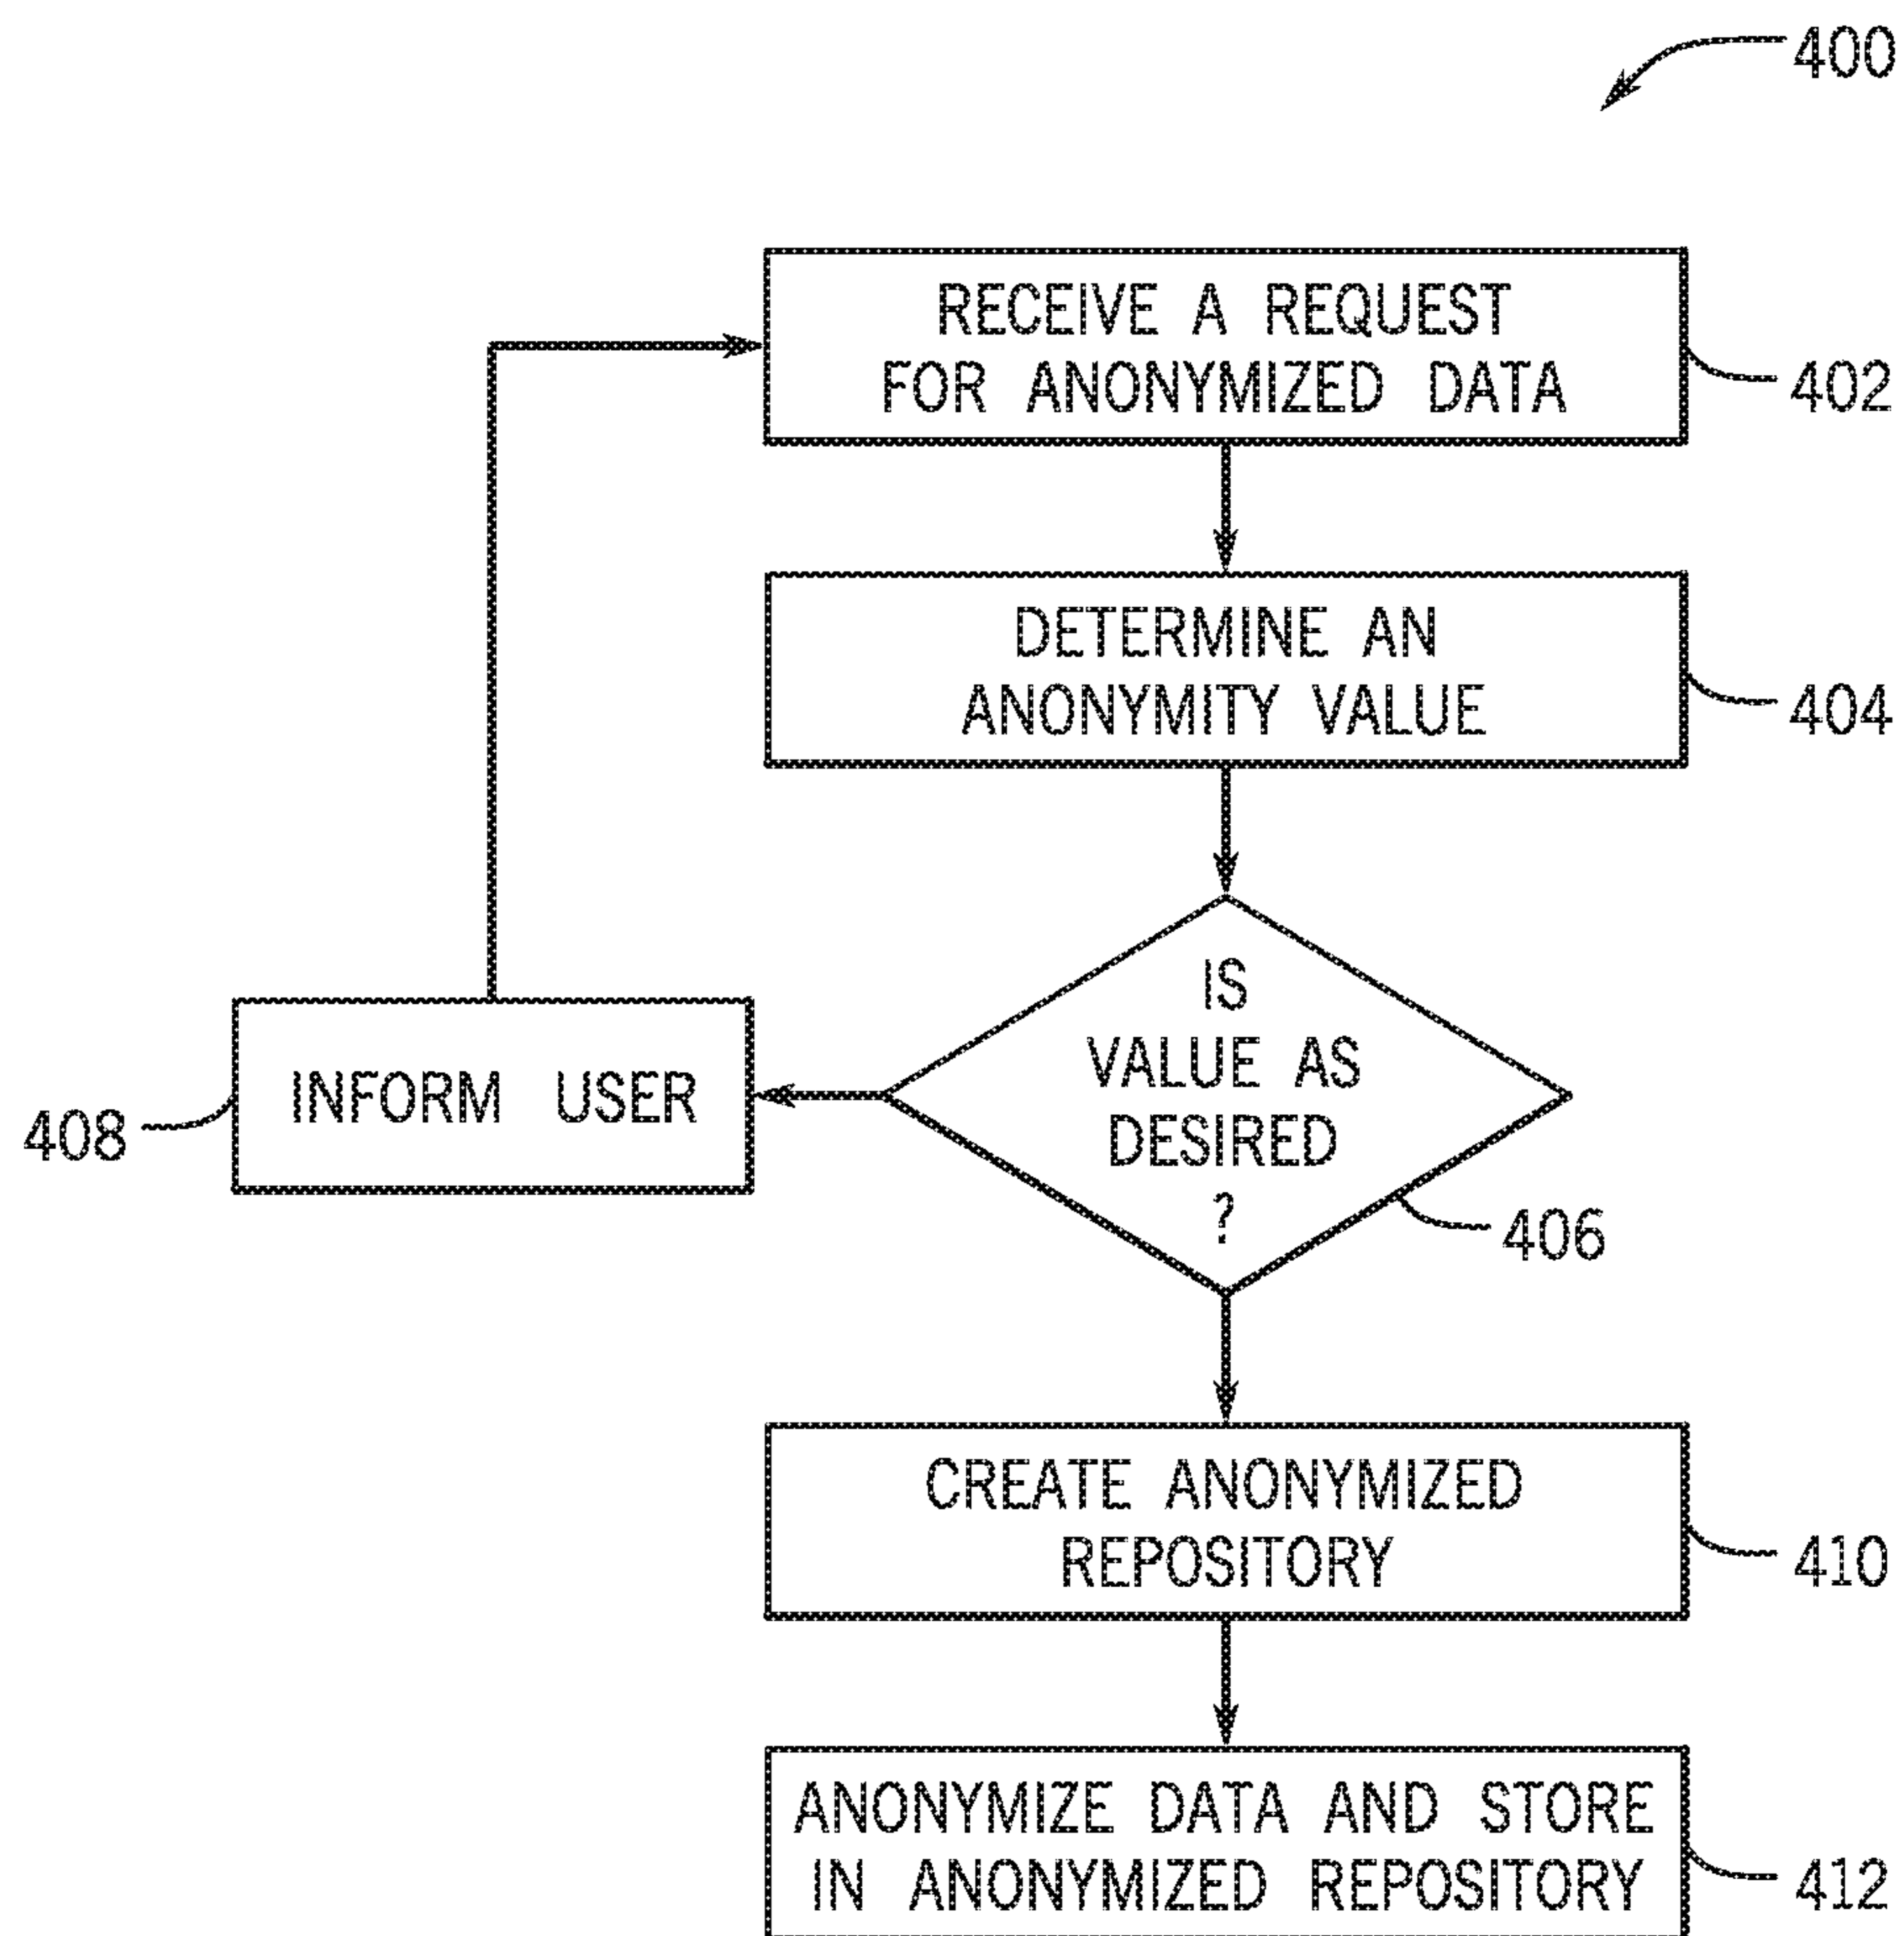 400
RECEIVE A REQUEST
FOR ANONYMIZED DATA
402
DETERMINE AN
ANONYMITY VALUE
404
IS
VALUE AS
DESIRED
?
406
INFORM USER
408
CREATE ANONYMIZED
REPOSITORY
410
ANONYMIZE DATA AND STORE
IN ANONYMIZED REPOSITORY
412